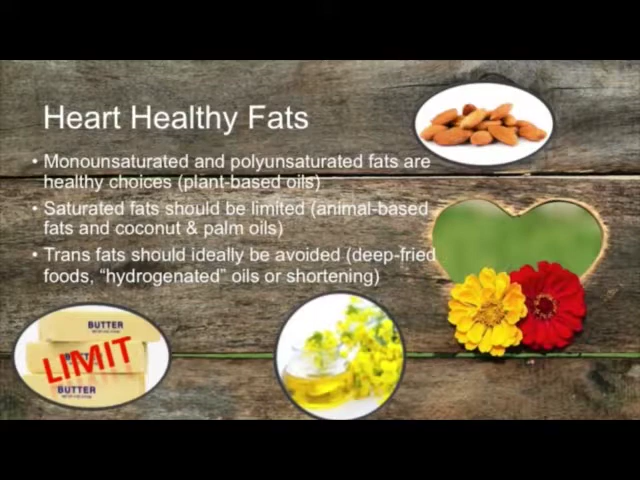 Heart Healthy Fats
• Monounsaturated and polyunsaturated fats are
healthy choices (plant-based oils)
• Saturated fats should be limited (animal-based
fats and coconut & palm oils)
• Trans fats should ideally be avoided (deep-fried
foods, “hydrogenated” oils or shortening)
BUTTER
LIMIT
BUTTER